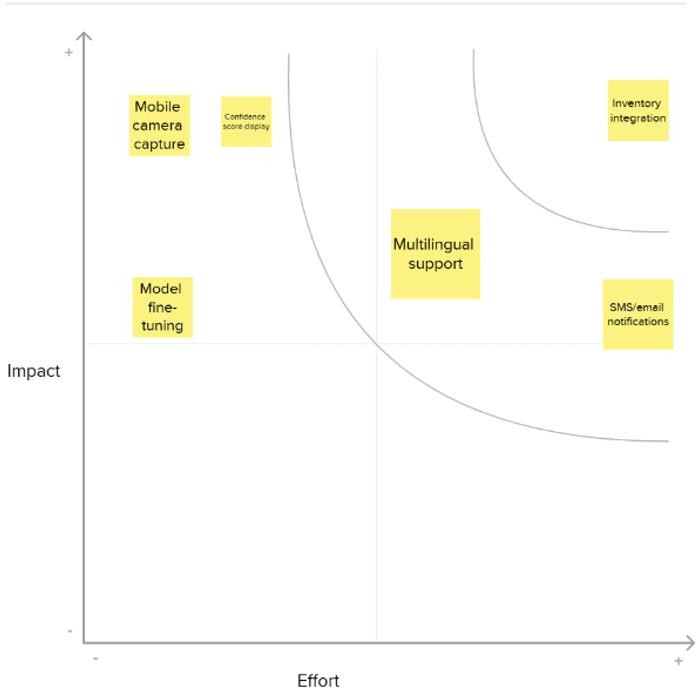 +
Mobile
camera
capture
Confidence
score display
Inventory
integration
Multilingual
support
Model
fine-
tuning
SMS/email
notifications
Impact
-
-
+
Effort